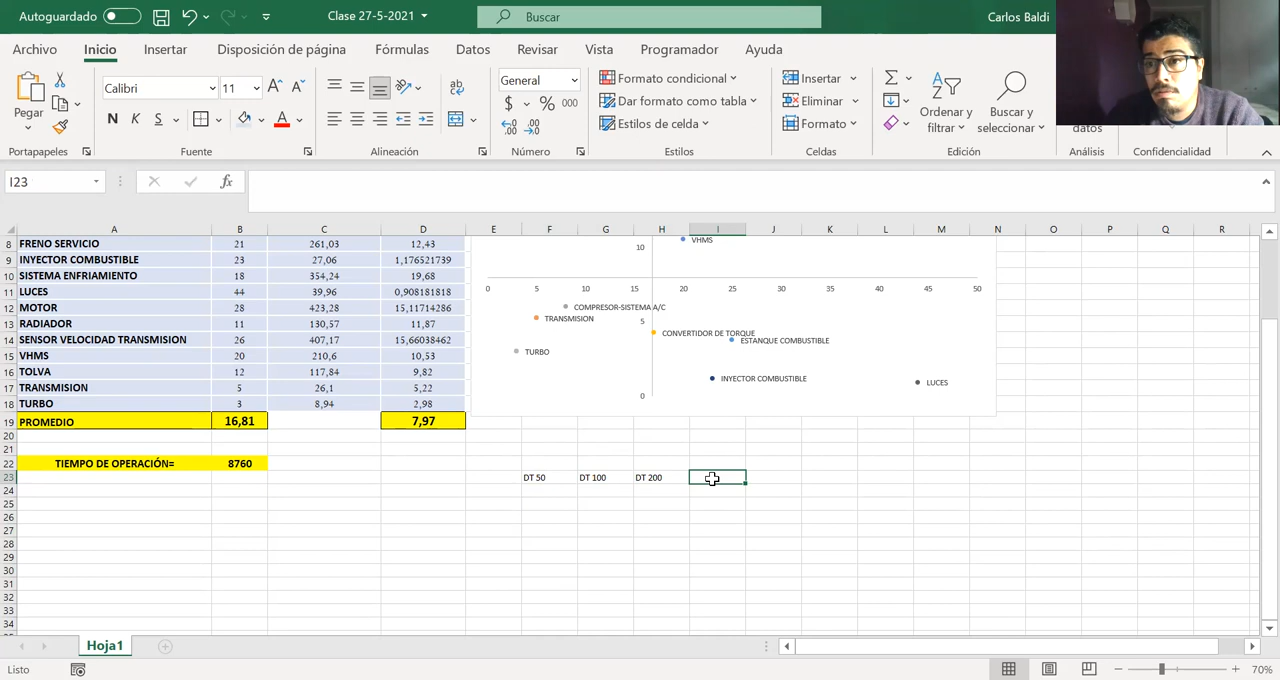 Autoguardado
Clase 27-5-2021
Buscar
Carlos Baldi
Archivo Inicio Insertar Disposición de página Fórmulas Datos Revisar Vista Programador Ayuda
Pegar
Calibri 11
N K S
General
$ % 000
Formato condicional
Dar formato como tabla
Estilos de celda
Insertar
Eliminar
Formato
Ordenar y filtrar
Buscar y seleccionar
datos
Portapapeles Fuente Alineación Número Estilos Celdas Edición Análisis Confidencialidad
I23 fx
A B C D E F G H I J K L M N O P Q R
8 FRENO SERVICIO 21 261,03 12,43
9 INYECTOR COMBUSTIBLE 23 27,06 1,176521739
10 SISTEMA ENFRIAMIENTO 18 354,24 19,68
11 LUCES 44 39,96 0,908181818
12 MOTOR 28 423,28 15,11714286
13 RADIADOR 11 130,57 11,87
14 SENSOR VELOCIDAD TRANSMISION 26 407,17 15,66038462
15 VHMS 20 210,6 10,53
16 TOLVA 12 117,84 9,82
17 TRANSMISION 5 26,1 5,22
18 TURBO 3 8,94 2,98
19 PROMEDIO 16,81 7,97
20
21
22 TIEMPO DE OPERACIÓN= 8760
23 DT 50 DT 100 DT 200
24
25
26
27
28
29
30
31
32
33
34
10 VHMS
0 5 10 15 20 25 30 35 40 45 50
COMPRESOR-SISTEMA A/C
TRANSMISION
5
CONVERTIDOR DE TORQUE
ESTANQUE COMBUSTIBLE
TURBO
INYECTOR COMBUSTIBLE
LUCES
0
Hoja1
Listo
70%